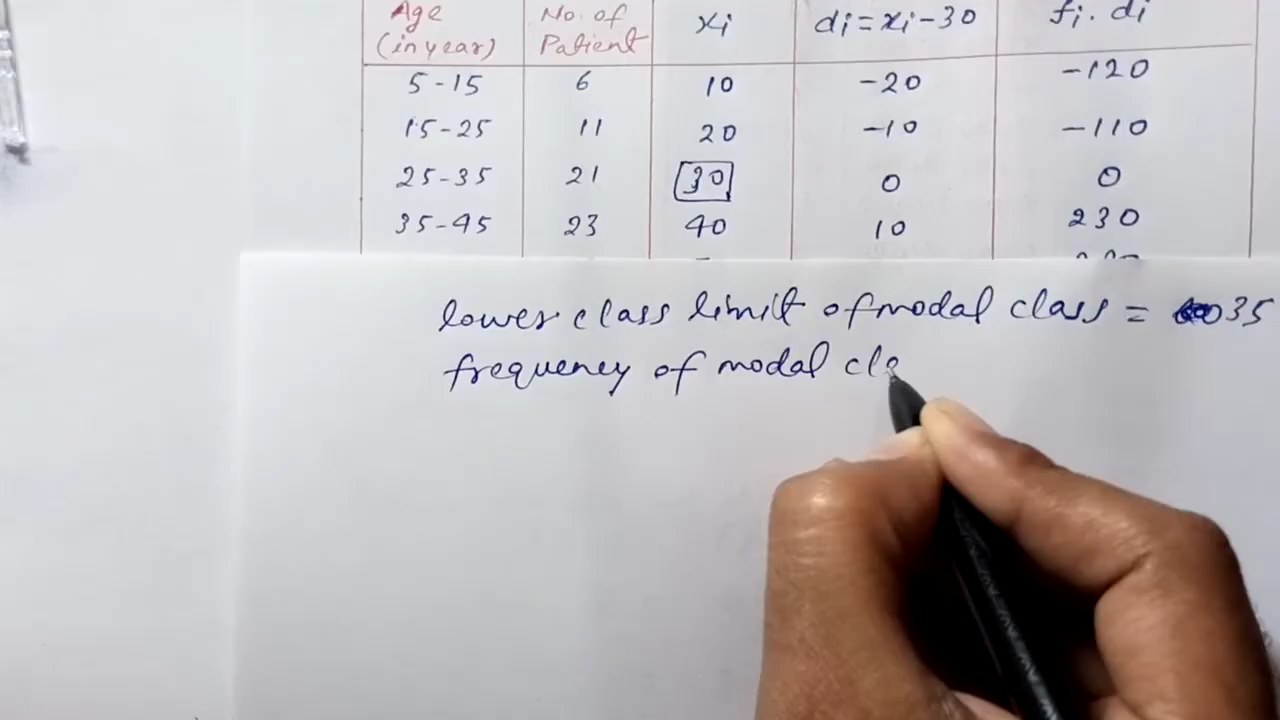 Age (in year) No. of Patient xi di = xi - 30 fi . di
5-15 6 10 -20 -120
15-25 11 20 -10 -110
25-35 21 30 0 0
35-45 23 40 10 230
lower class limit of modal class = 35
frequency of modal cla